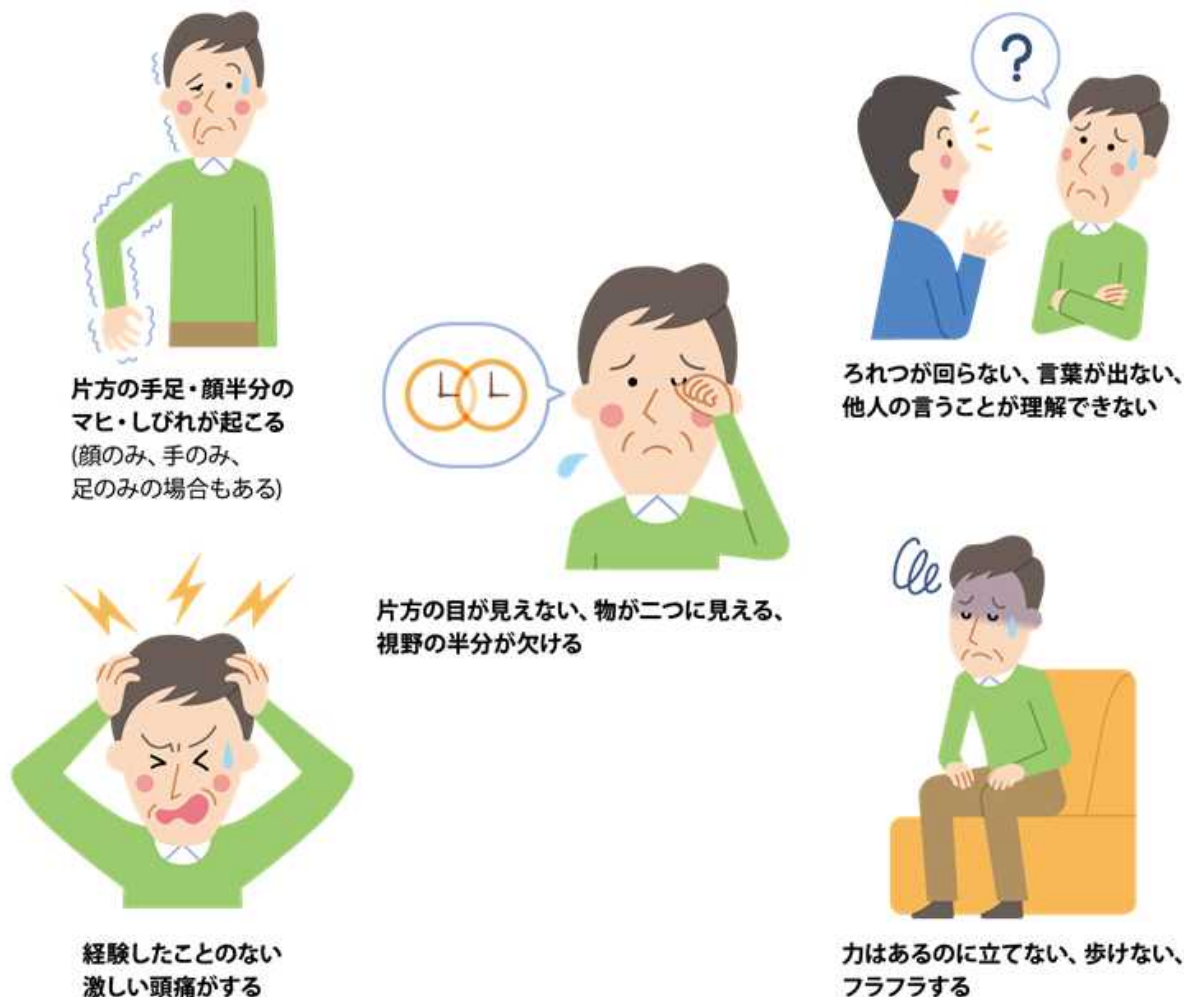 片方の手足・顔半分の
マヒ・しびれが起こる
(顔のみ、手のみ、
足のみの場合もある)
?
ろれつが回らない、言葉が出ない、
他人の言うことが理解できない
片方の目が見えない、物が二つに見える、
視野の半分が欠ける
経験したことのない
激しい頭痛がする
力はあるのに立てない、歩けない、
フラフラする